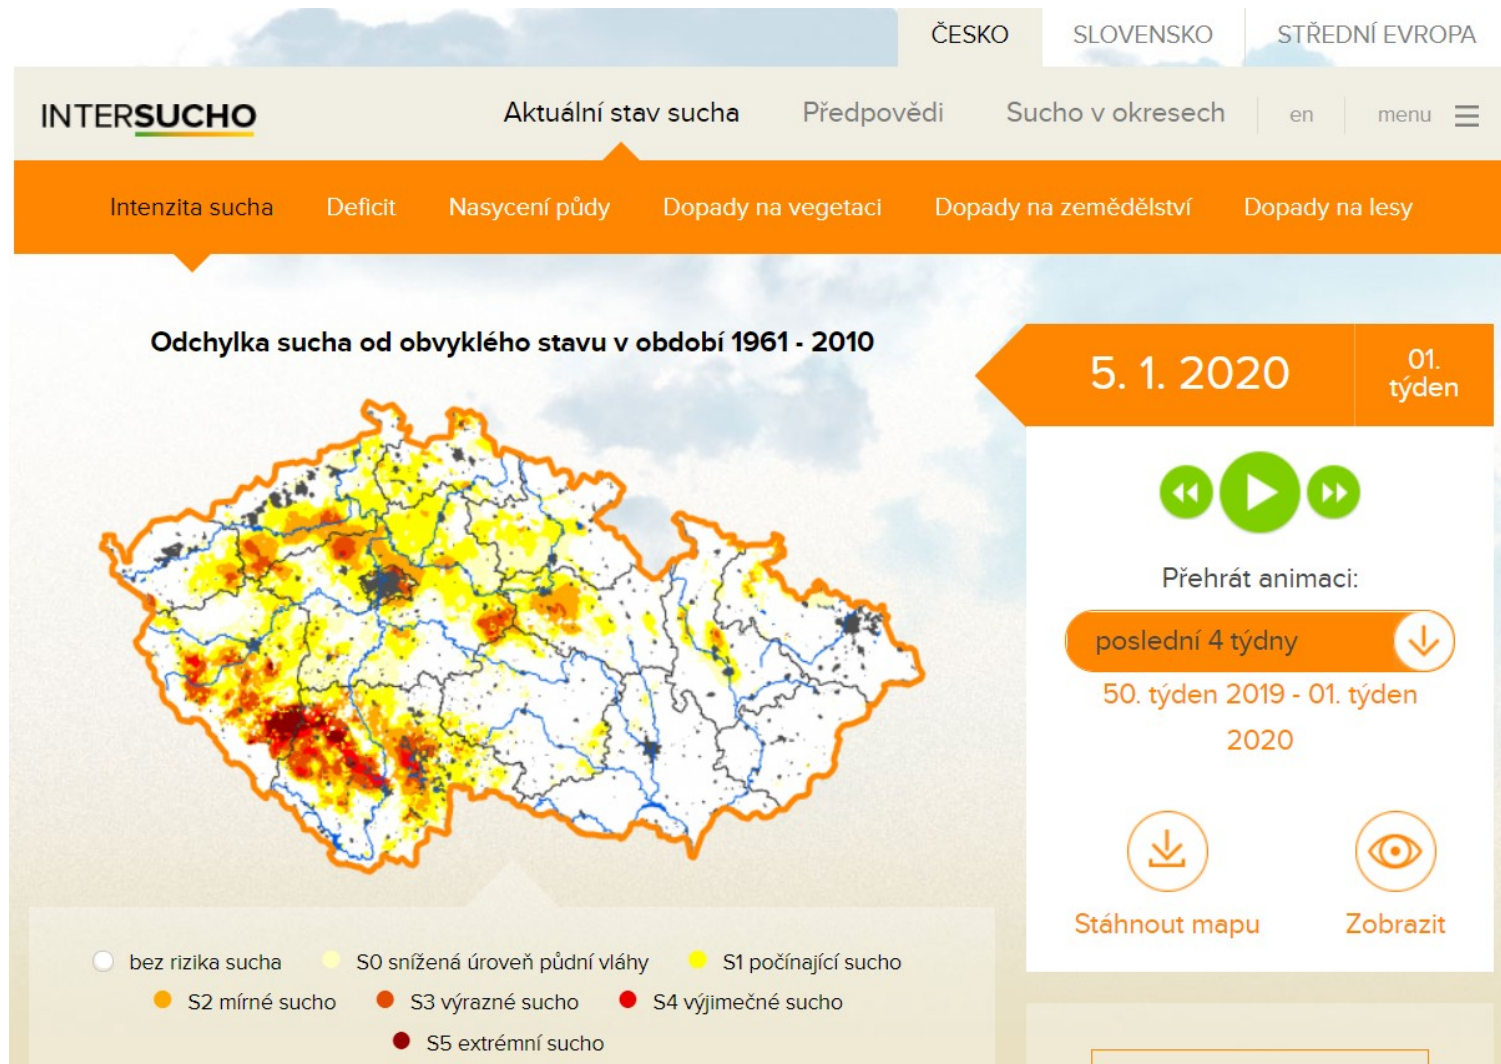 ČESKO
SLOVENSKO
STŘEDNÍ EVROPA
INTERSUCHO
Aktuální stav sucha
Předpovědi
Sucho v okresech
en
menu
Intenzita sucha
Deficit
Nasycení půdy
Dopady na vegetaci
Dopady na zemědělství
Dopady na lesy
Odchylka sucha od obvyklého stavu v období 1961 - 2010
5. 1. 2020
01.
týden
Přehrát animaci:
poslední 4 týdny
50. týden 2019 - 01. týden
2020
Stáhnout mapu
Zobrazit
bez rizika sucha
S0 snížená úroveň půdní vláhy
S1 počínající sucho
S2 mírné sucho
S3 výrazné sucho
S4 výjimečné sucho
S5 extrémní sucho